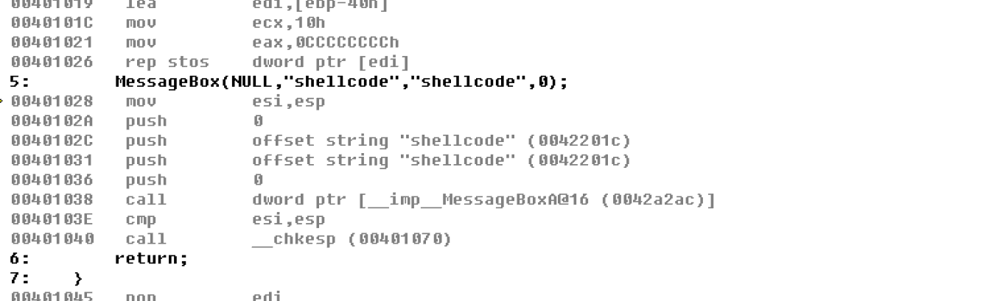 00401019 lea edi,[ebp-40h]
0040101C mov ecx,10h
00401021 mov eax,0CCCCCCCCh
00401026 rep stos dword ptr [edi]
5: MessageBox(NULL,"shellcode","shellcode",0);
00401028 mov esi,esp
0040102A push 0
0040102C push offset string "shellcode" (0042201c)
00401031 push offset string "shellcode" (0042201c)
00401036 push 0
00401038 call dword ptr [__imp__MessageBoxA@16 (0042a2ac)]
0040103E cmp esi,esp
00401040 call __chkesp (00401070)
6: return;
7: }
00401045 pop edi